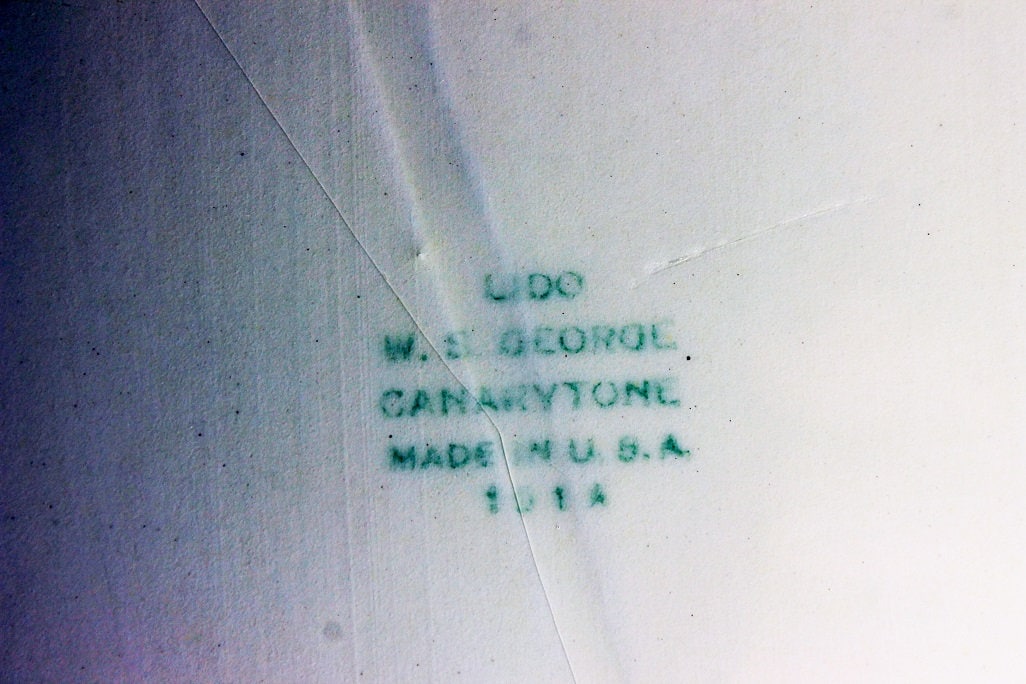 LIDO
W. S. GEORGE
CANARYTONE
MADE IN U. S. A.